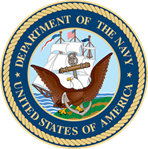 DEPARTMENT OF THE NAVY
UNITED STATES OF AMERICA